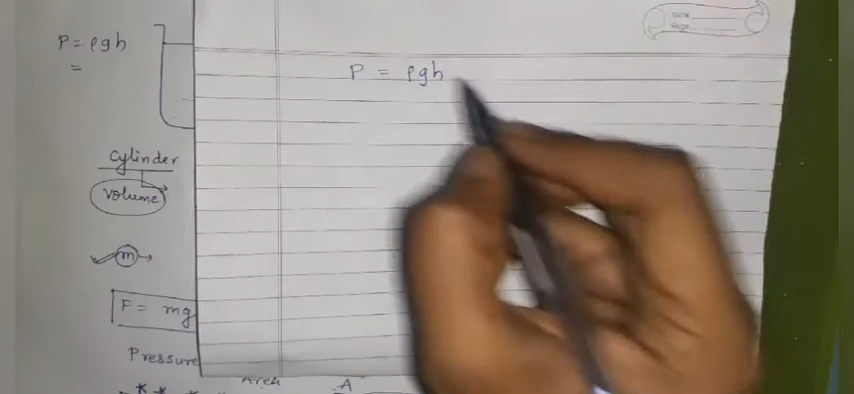 P = ρgh
=
P = ρgh
Cylinder
Volume
m
F = mg
Pressure
Area
A